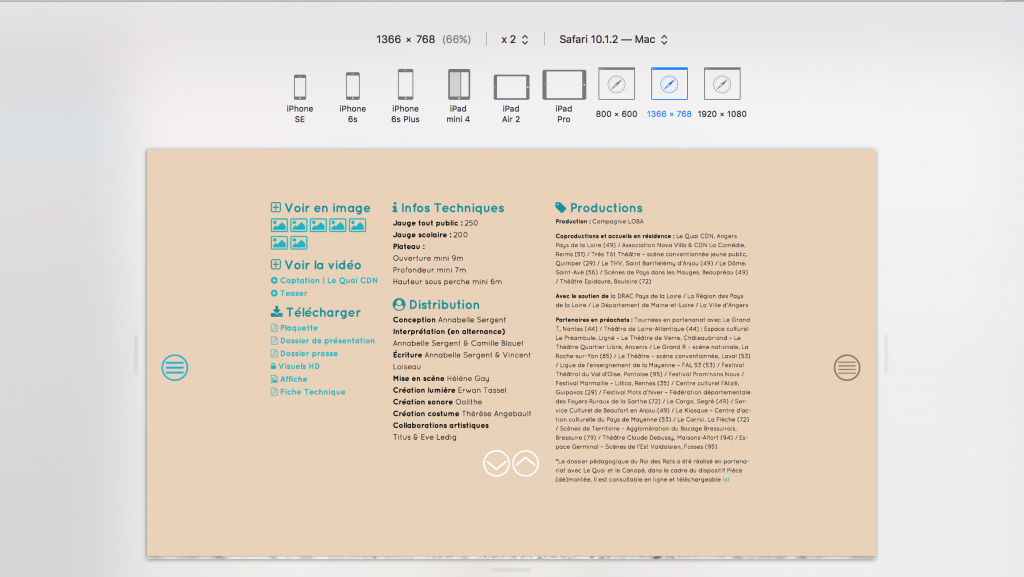 1366 × 768 (66%) x 2 Safari 10.1.2 — Mac
iPhone SE
iPhone 6s
iPhone 6s Plus
iPad mini 4
iPad Air 2
iPad Pro
800 × 600
1366 × 768
1920 × 1080
Voir en image
Voir la vidéo
Captation | Le Quai CDN
Teaser
Télécharger
Plaquette
Dossier de présentation
Dossier presse
Visuels HD
Affiche
Fiche Technique
Infos Techniques
Jauge tout public : 250
Jauge scolaire : 200
Plateau :
Ouverture mini 9m
Profondeur mini 7m
Hauteur sous perche mini 6m
Distribution
Conception Annabelle Sergent
Interprétation (en alternance)
Annabelle Sergent & Camille Blouet
Écriture Annabelle Sergent & Vincent
Loiseau
Mise en scène Hélène Gay
Création lumière Erwan Tassel
Création sonore Oolithe
Création costume Thérèse Angebault
Collaborations artistiques
Titus & Eve Ledig
Productions
Production : Compagnie LOBA
Coproductions et accueils en résidence : Le Quai CDN, Angers
Pays de la Loire (49) / Association Nova Villa & CDN La Comédie,
Reims (51) / Très Tôt Théâtre - scène conventionnée jeune public,
Quimper (29) / Le THV, Saint Barthélémy d'Anjou (49) / Le Dôme,
Saint-Avé (56) / Scènes de Pays dans les Mauges, Beaupréau (49)
/ Théâtre Epidaure, Bouloire (72)
Avec le soutien de la DRAC Pays de la Loire / La Région des Pays
de la Loire / Le Département de Maine-et-Loire / La Ville d'Angers
Partenaires en préachats : Tournées en partenariat avec Le Grand
T, Nantes (44) / Théâtre de Loire-Atlantique (44) : Espace culturel
Le Préambule, Ligné - Le Théâtre de Verre, Châteaubriand - Le
Théâtre Quartier Libre, Ancenis / Le Grand R - scène nationale, La
Roche-sur-Yon (85) / Le Théâtre - scène conventionnée, Laval (53)
/ Ligue de l'enseignement de la Mayenne - FAL 53 (53) / Festival
Théâtral du Val d'Oise, Pontoise (95) / Festival Prom'nons Nous /
Festival Marmaille - Lillico, Rennes (35) / Centre culturel l'Alizé,
Guipavas (29) / Festival Mots d'hiver - Fédération départementale
des Foyers Ruraux de la Sarthe (72) / Le Cargo, Segré (49) / Ser-
vice Culturel de Beaufort en Anjou (49) / Le Kiosque - Centre d'ac-
tion culturelle du Pays de Mayenne (53) / Le Carroi, La Flèche (72)
/ Scènes de Territoire - Agglomération du Bocage Bressuirais,
Bressuire (79) / Théâtre Claude Debussy, Maisons-Alfort (94) / Es-
pace Germinal - Scènes de l'Est Valdoisien, Fosses (95)
*Le dossier pédagogique du Roi des Rats a été réalisé en partena-
riat avec Le Quai et le Canopé, dans le cadre du dispositif Pièce
(dé)montée. Il est consultable en ligne et téléchargeable ici